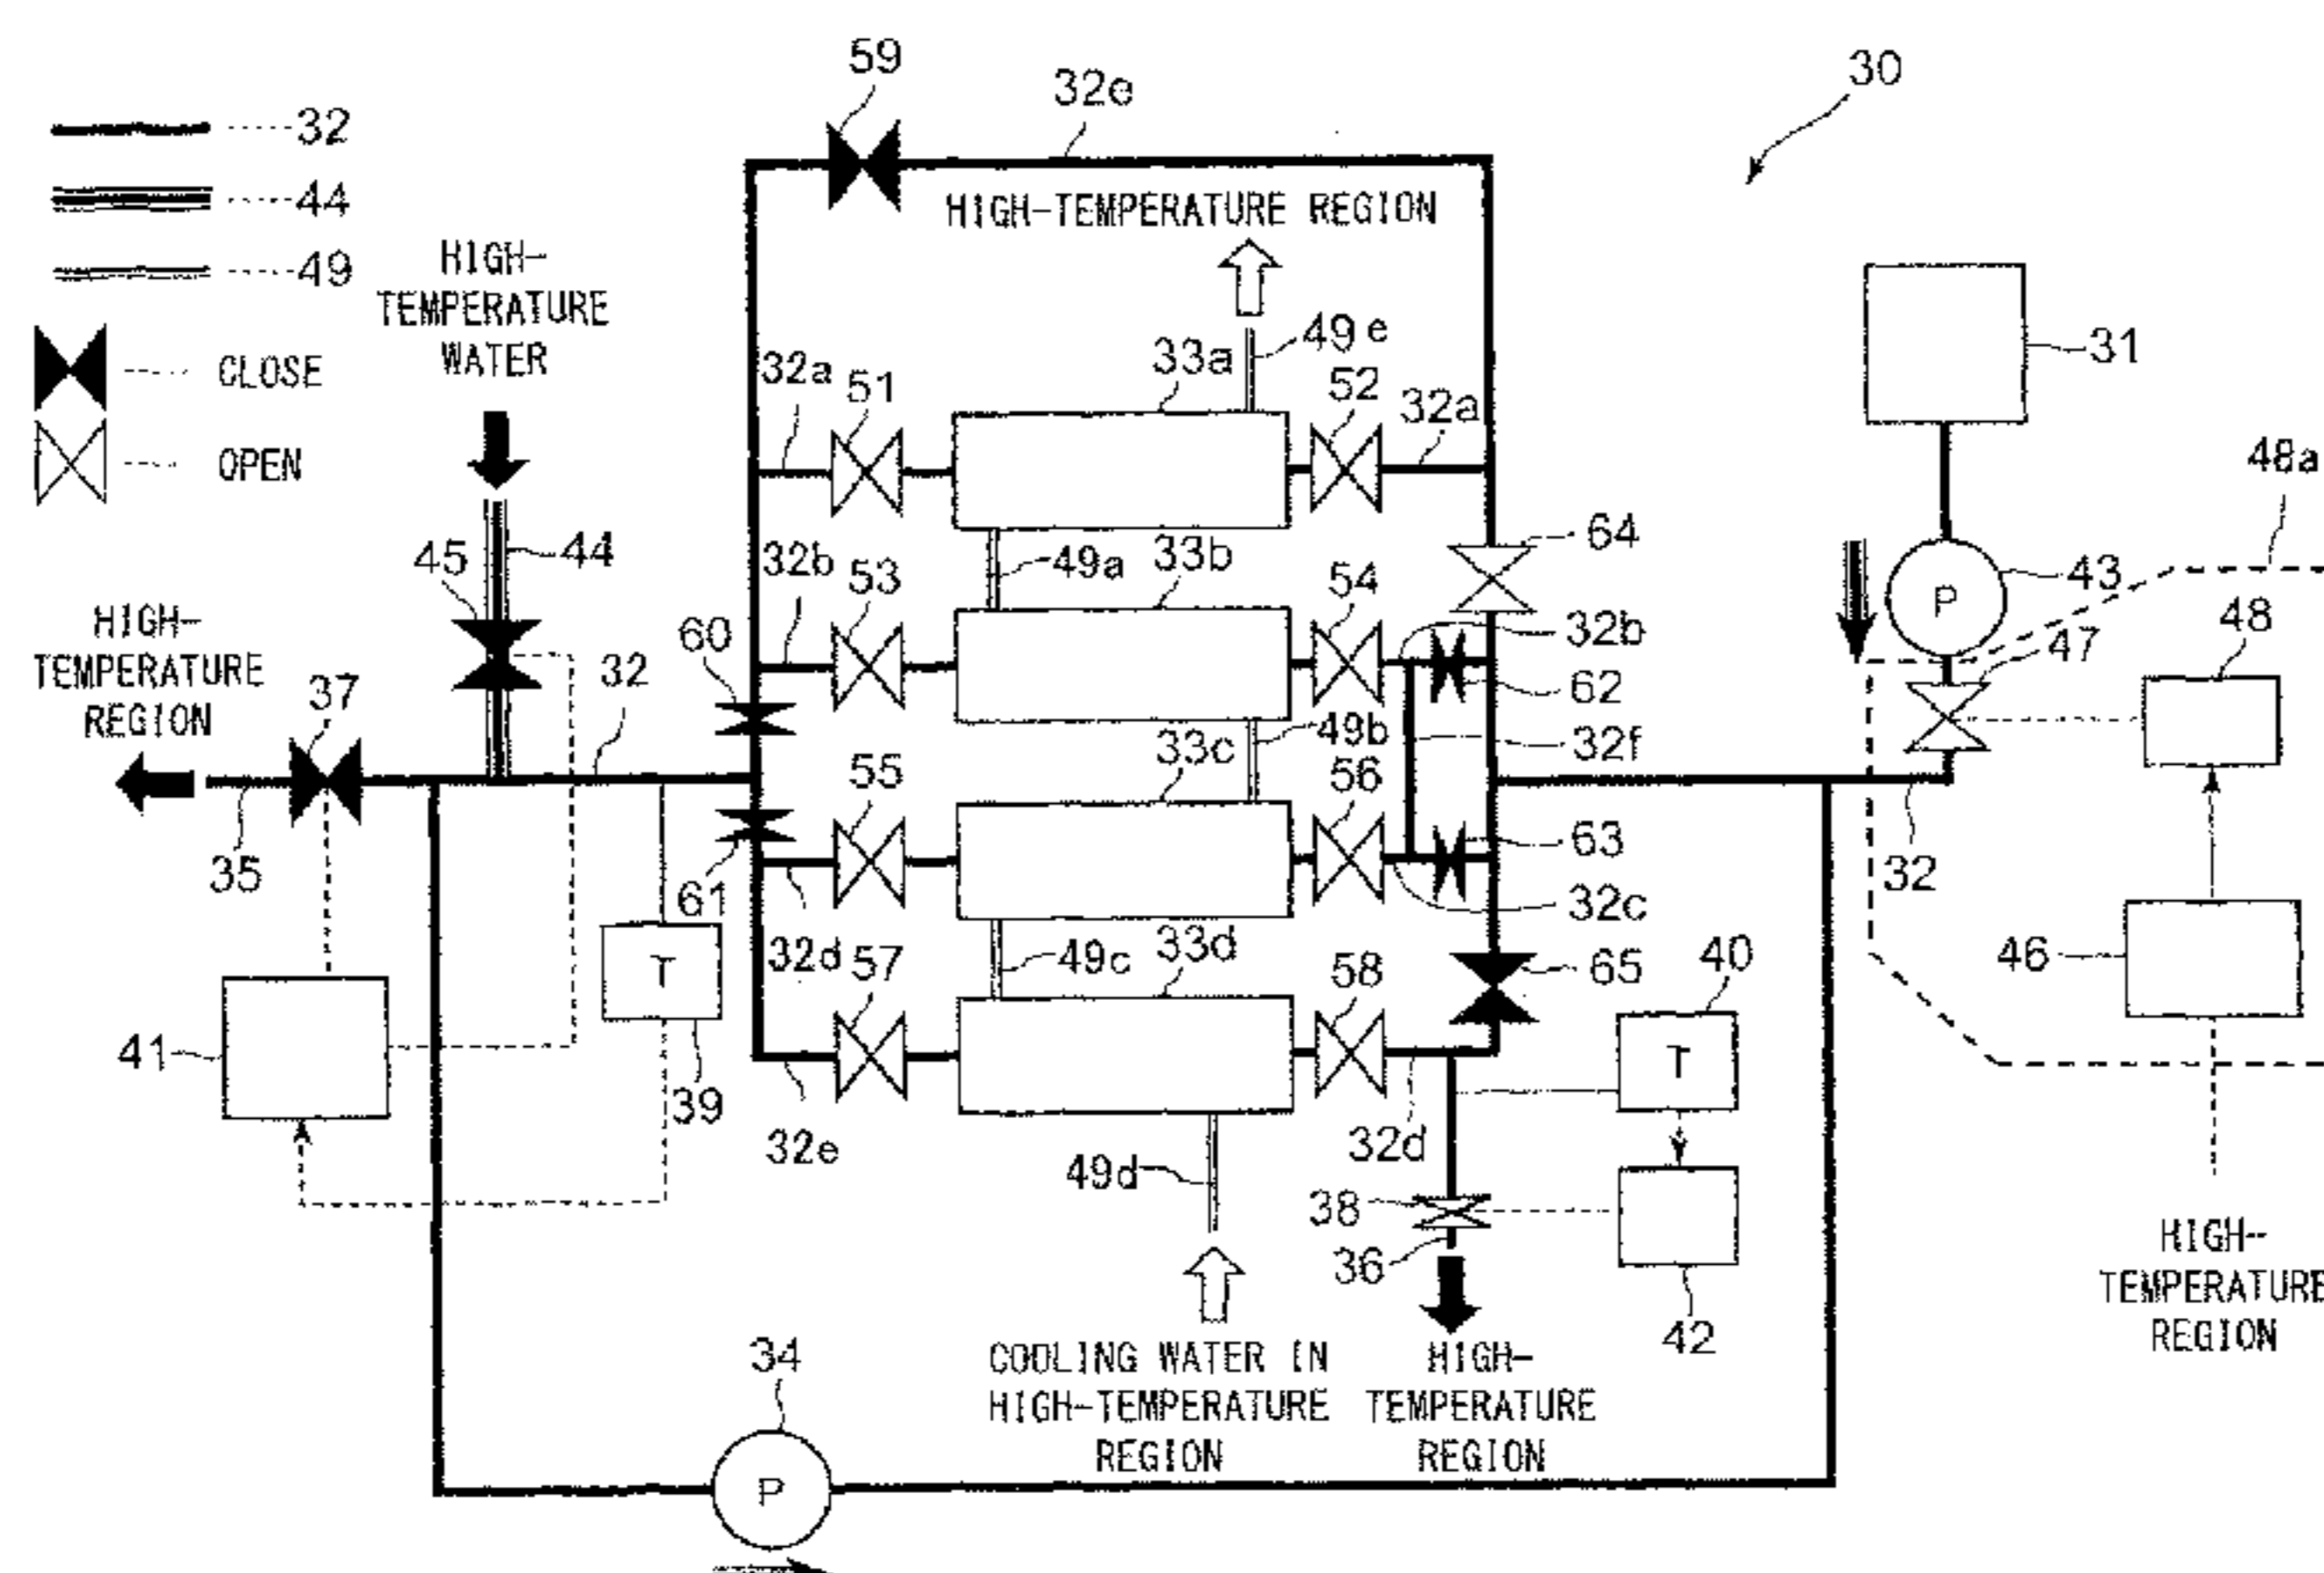 59
32e
30
32
44
49
HIGH-TEMPERATURE REGION
HIGH-
TEMPERATURE
WATER
CLOSE
OPEN
32a
51
33a
49e
52
32a
31
48a
45
44
32b
53
49a
33b
54
64
43
P
48
47
HIGH-
TEMPERATURE
REGION
37
32
60
32b
62
33c
49b
32f
55
56
63
35
61
32c
32
32d
57
49c
33d
58
65
40
46
T
T
41
39
32e
49d
32d
38
36
42
HIGH-
TEMPERATURE
REGION
34
P
COOLING WATER IN
HIGH-TEMPERATURE
REGION
HIGH-
TEMPERATURE
REGION